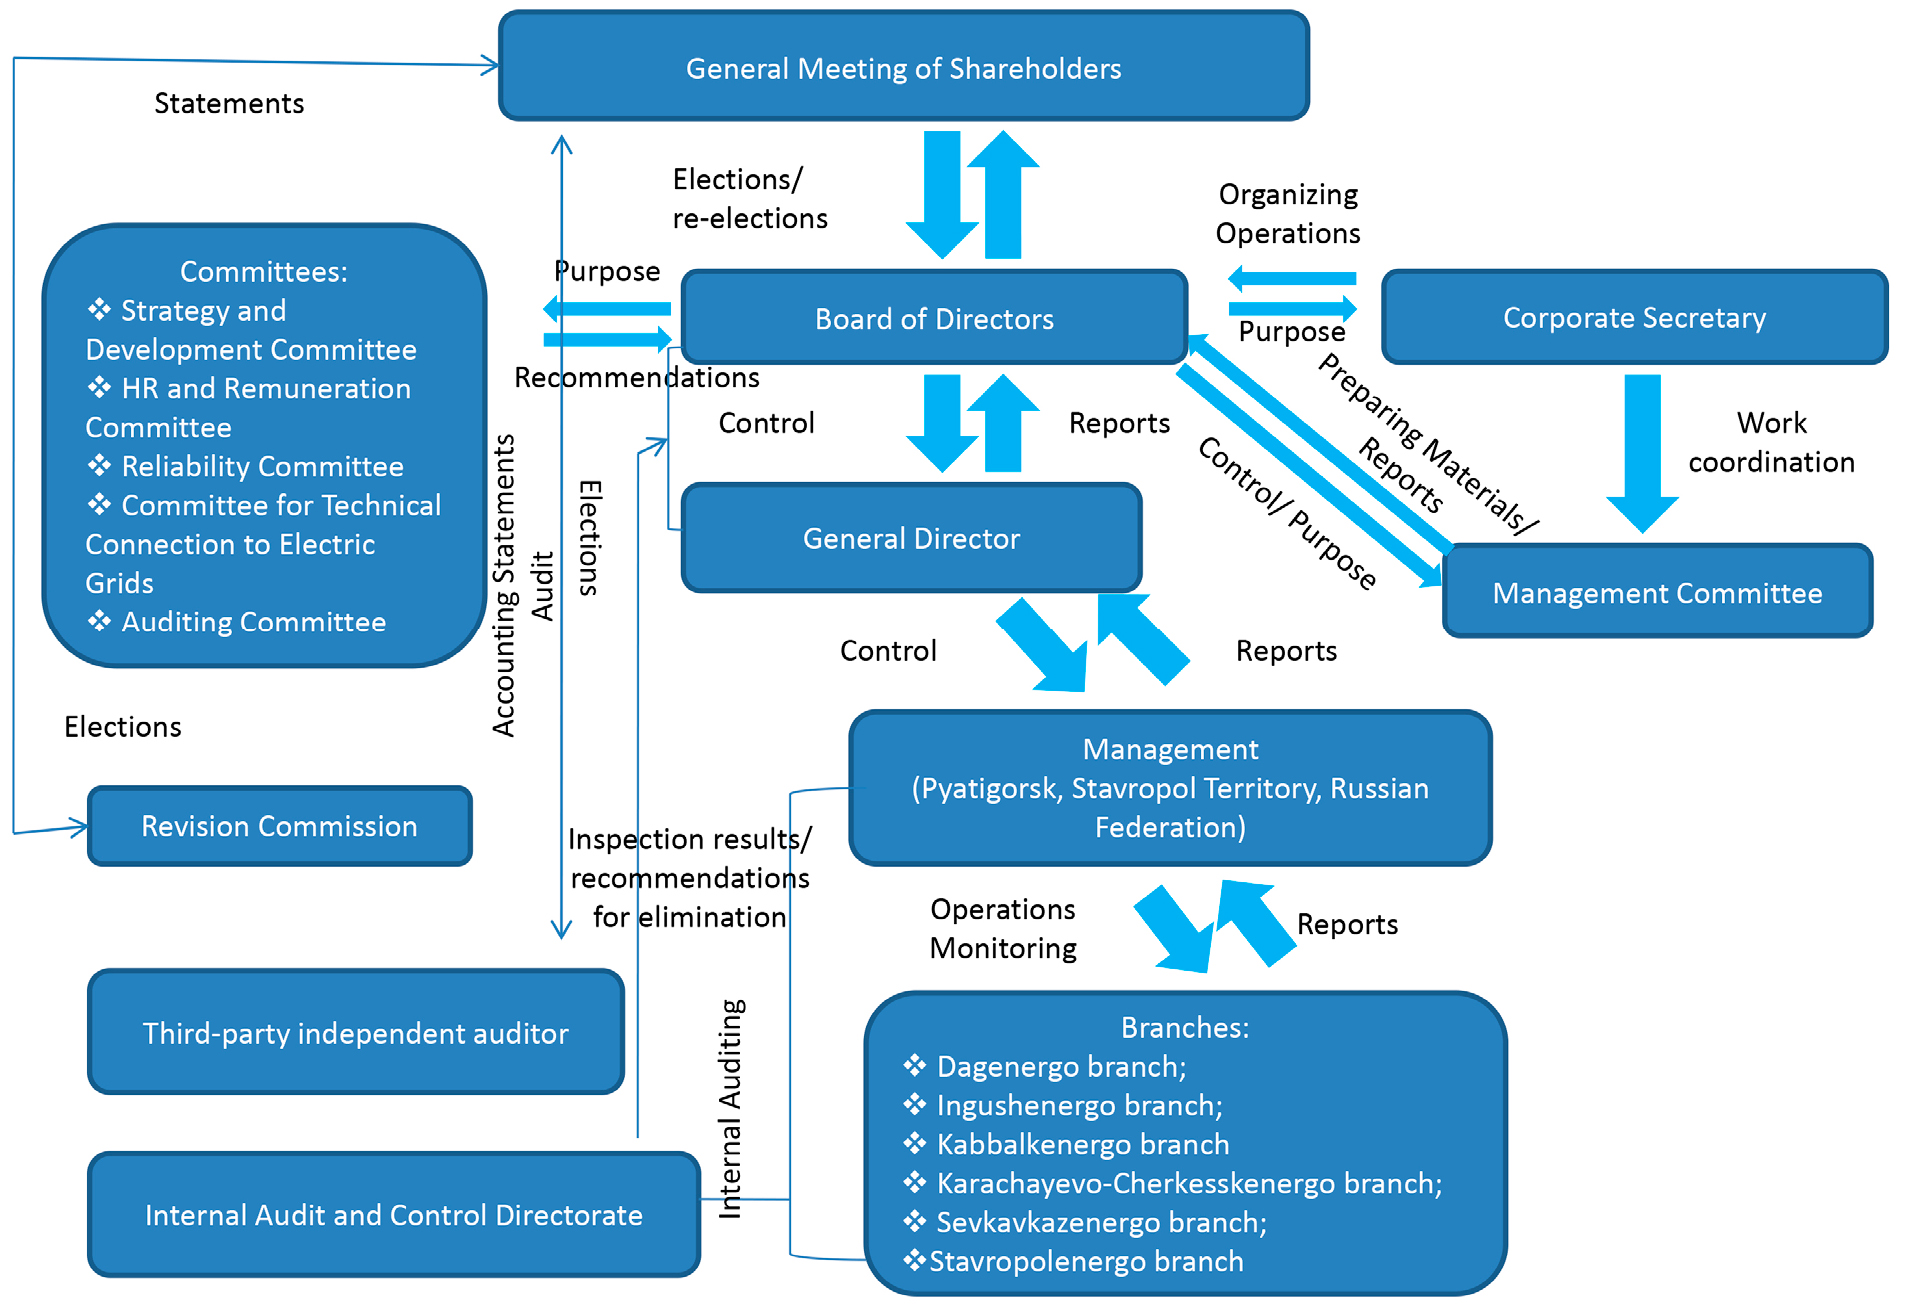 General Meeting of Shareholders
Statements
Elections/
re-elections
Organizing
Operations
Committees:
❖ Strategy and
Development Committee
❖ HR and Remuneration
Committee
❖ Reliability Committee
❖ Committee for Technical
Connection to Electric
Grids
❖ Auditing Committee
Purpose
Recommendations
Board of Directors
Purpose
Corporate Secretary
Control
Reports
Preparing Materials/
Reports
Control/ Purpose
Work
coordination
Accounting Statements
Audit
Elections
General Director
Management Committee
Control
Reports
Elections
Revision Commission
Management
(Pyatigorsk, Stavropol Territory, Russian
Federation)
Inspection results/
recommendations
for elimination
Operations
Monitoring
Reports
Third-party independent auditor
Internal Auditing
Internal Audit and Control Directorate
Branches:
❖ Dagenergo branch;
❖ Ingushenergo branch;
❖ Kabbalkenergo branch
❖ Karachayevo-Cherkesskenergo branch;
❖ Sevkavkazenergo branch;
❖Stavropolenergo branch